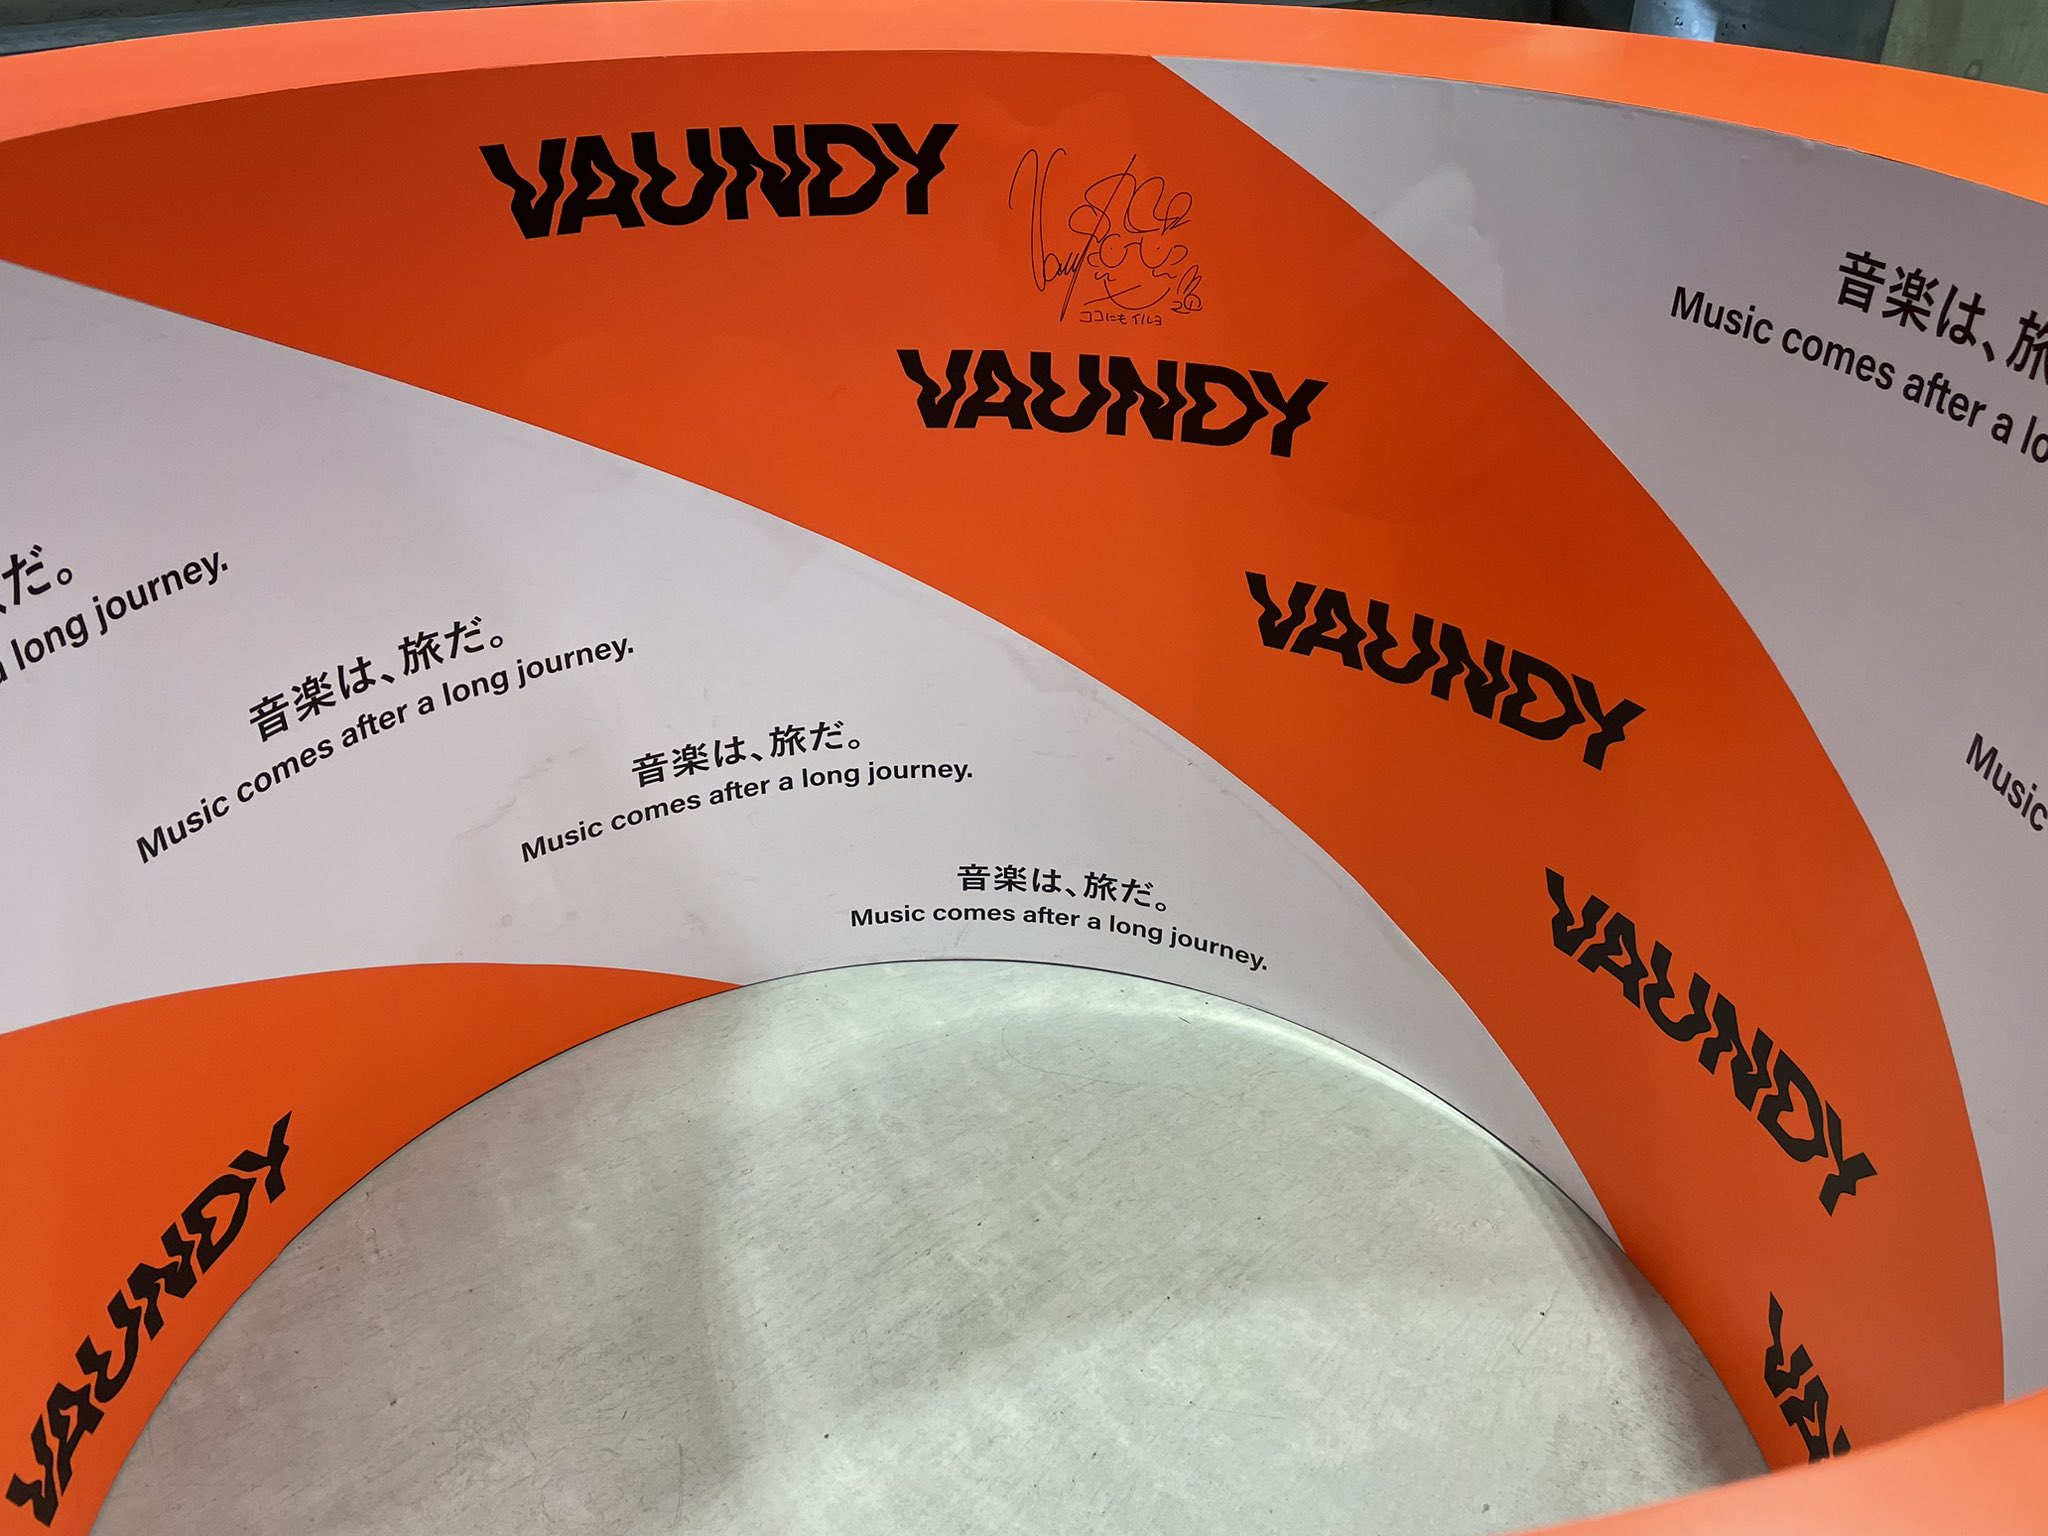 VAUNDY
Vaundy
ココにもイルヨ
VAUNDY
音楽は、旅
Music comes after a lo
VAUNDY
だ。
long journey.
音楽は、旅だ。
Music comes after a long journey.
音楽は、旅だ。
Music comes after a long journey.
音楽は、旅だ。
Music comes after a long journey.
Music
VAUNDY
VAUNDY